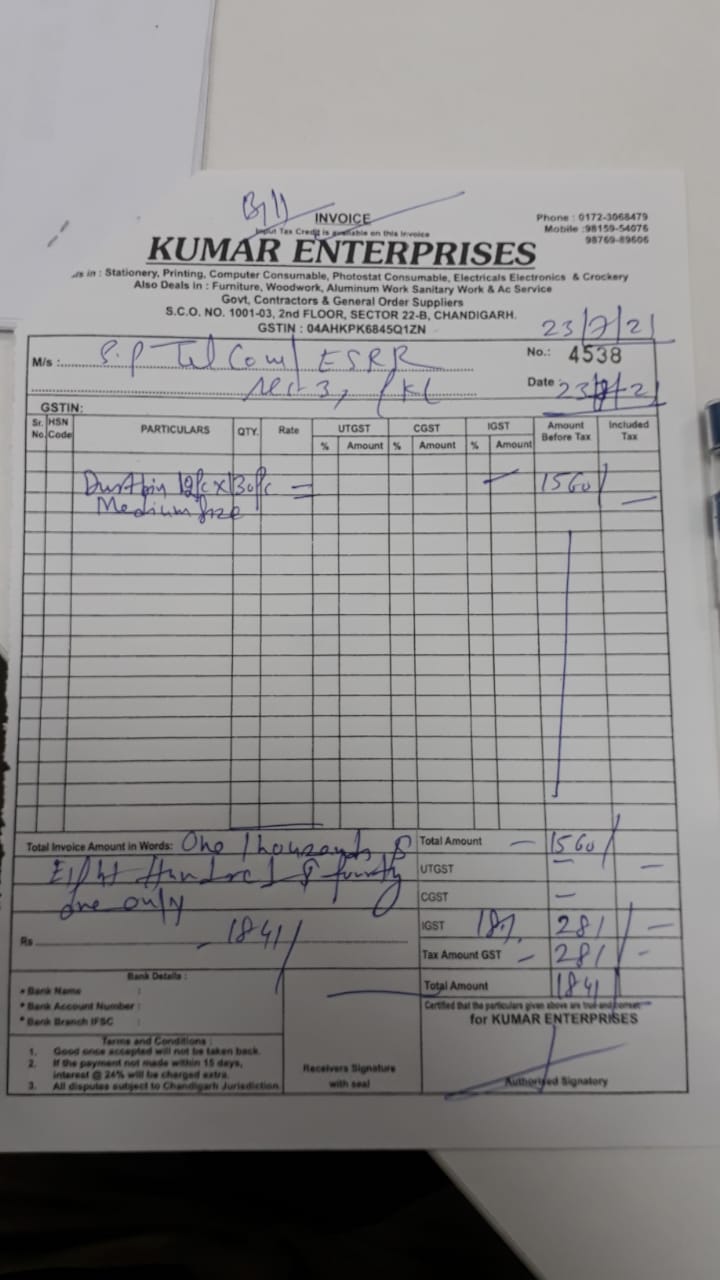 Bill
INVOICE
Input Tax Credit is available on this Invoice
Phone : 0172-3068479
Mobile :98159-54076
98769-89606
KUMAR ENTERPRISES
in : Stationery, Printing, Computer Consumable, Photostat Consumable, Electricals Electronics & Crockery
Also Deals in : Furniture, Woodwork, Aluminum Work Sanitary Work & Ac Service
Govt, Contractors & General Order Suppliers
S.C.O. NO. 1001-03, 2nd FLOOR, SECTOR 22-B, CHANDIGARH.
GSTIN : 04AHKPK6845Q1ZN
23/7/21
M/s : S.P Tel Com/ ESRR
No.: 4538
Sec-3, PKL
Date : 23/7-21
GSTIN:
Sr. No. HSN Code PARTICULARS QTY. Rate UTGST CGST IGST Amount Before Tax Included Tax
% Amount % Amount % Amount
Dustbin 12Pc x 130Pc = — 1560/
Medium Size —
Total Invoice Amount in Words: One Thousands &
Eight Hundred & fourty
one only
Rs - 1841/
Total Amount — 1560/
UTGST —
CGST —
IGST 18% 281/ —
Tax Amount GST — 281/ -
Total Amount 1841
Bank Details :
* Bank Name :
* Bank Account Number :
* Bank Branch IFSC :
Certified that the particulars given above are true and correct
for KUMAR ENTERPRISES
Terms and Conditions :
1. Good once accepted will not be taken back.
2. If the payment not made within 15 days,
interest @ 24% will be charged extra.
3. All disputes subject to Chandigarh Jurisdiction.
Receivers Signature
with seal
Authorised Signatory